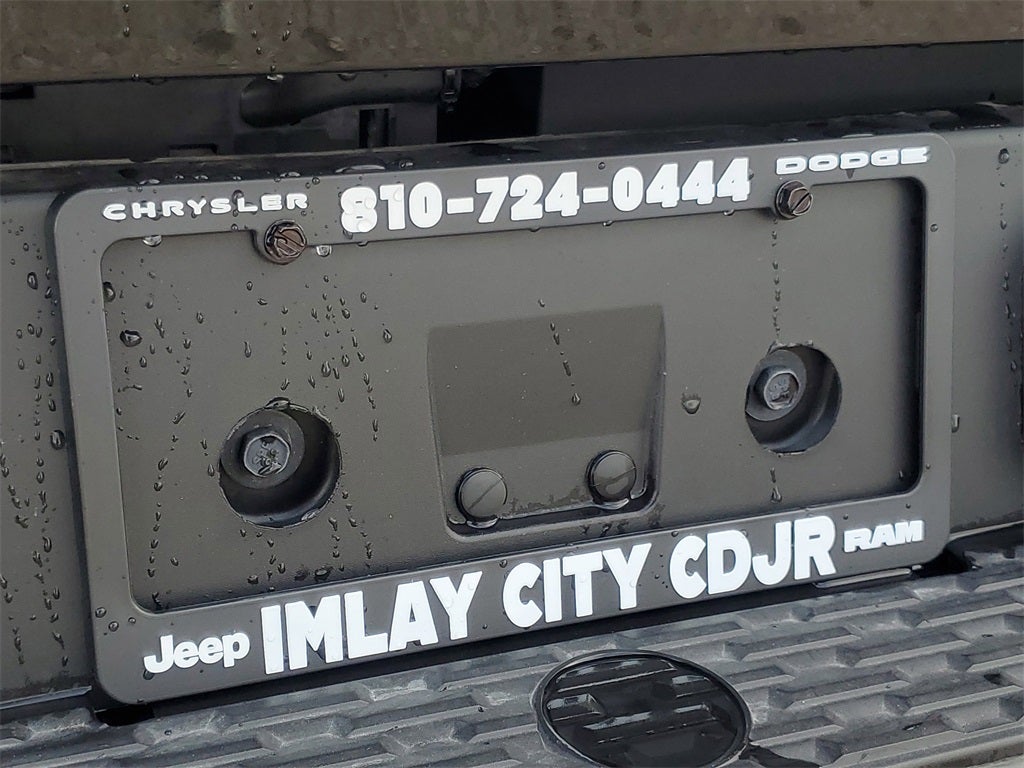 CHRYSLER 810-724-0444 DODGE
Jeep IMLAY CITY CDJR RAM